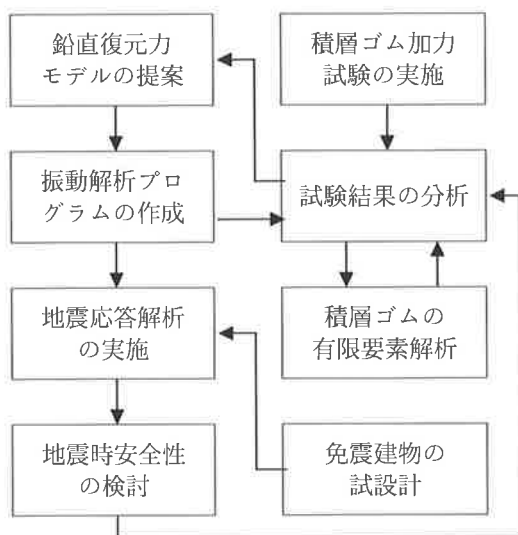 鉛直復元力
モデルの提案
積層ゴム加力
試験の実施
振動解析プロ
グラムの作成
試験結果の分析
地震応答解析
の実施
積層ゴムの
有限要素解析
地震時安全性
の検討
免震建物の
試設計